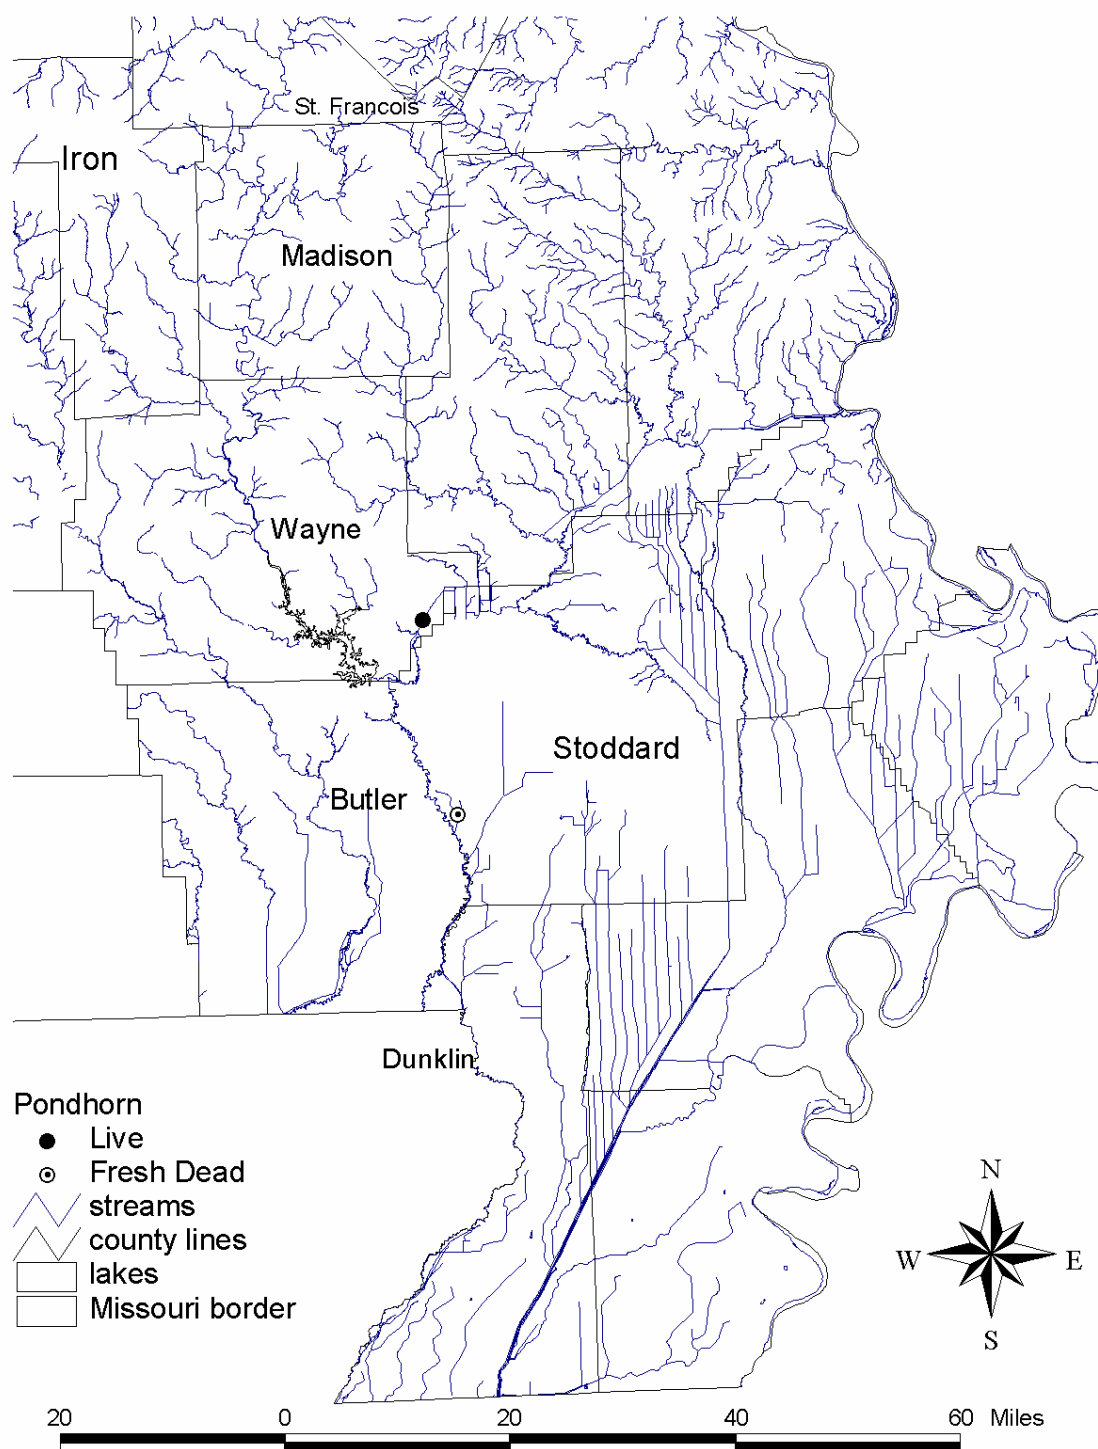 St. Francois
Iron
Madison
Wayne
Stoddard
Butler
Dunklin
Pondhorn
Live
Fresh Dead
streams
county lines
lakes
Missouri border
N
W E
S
20 0 20 40 60 Miles